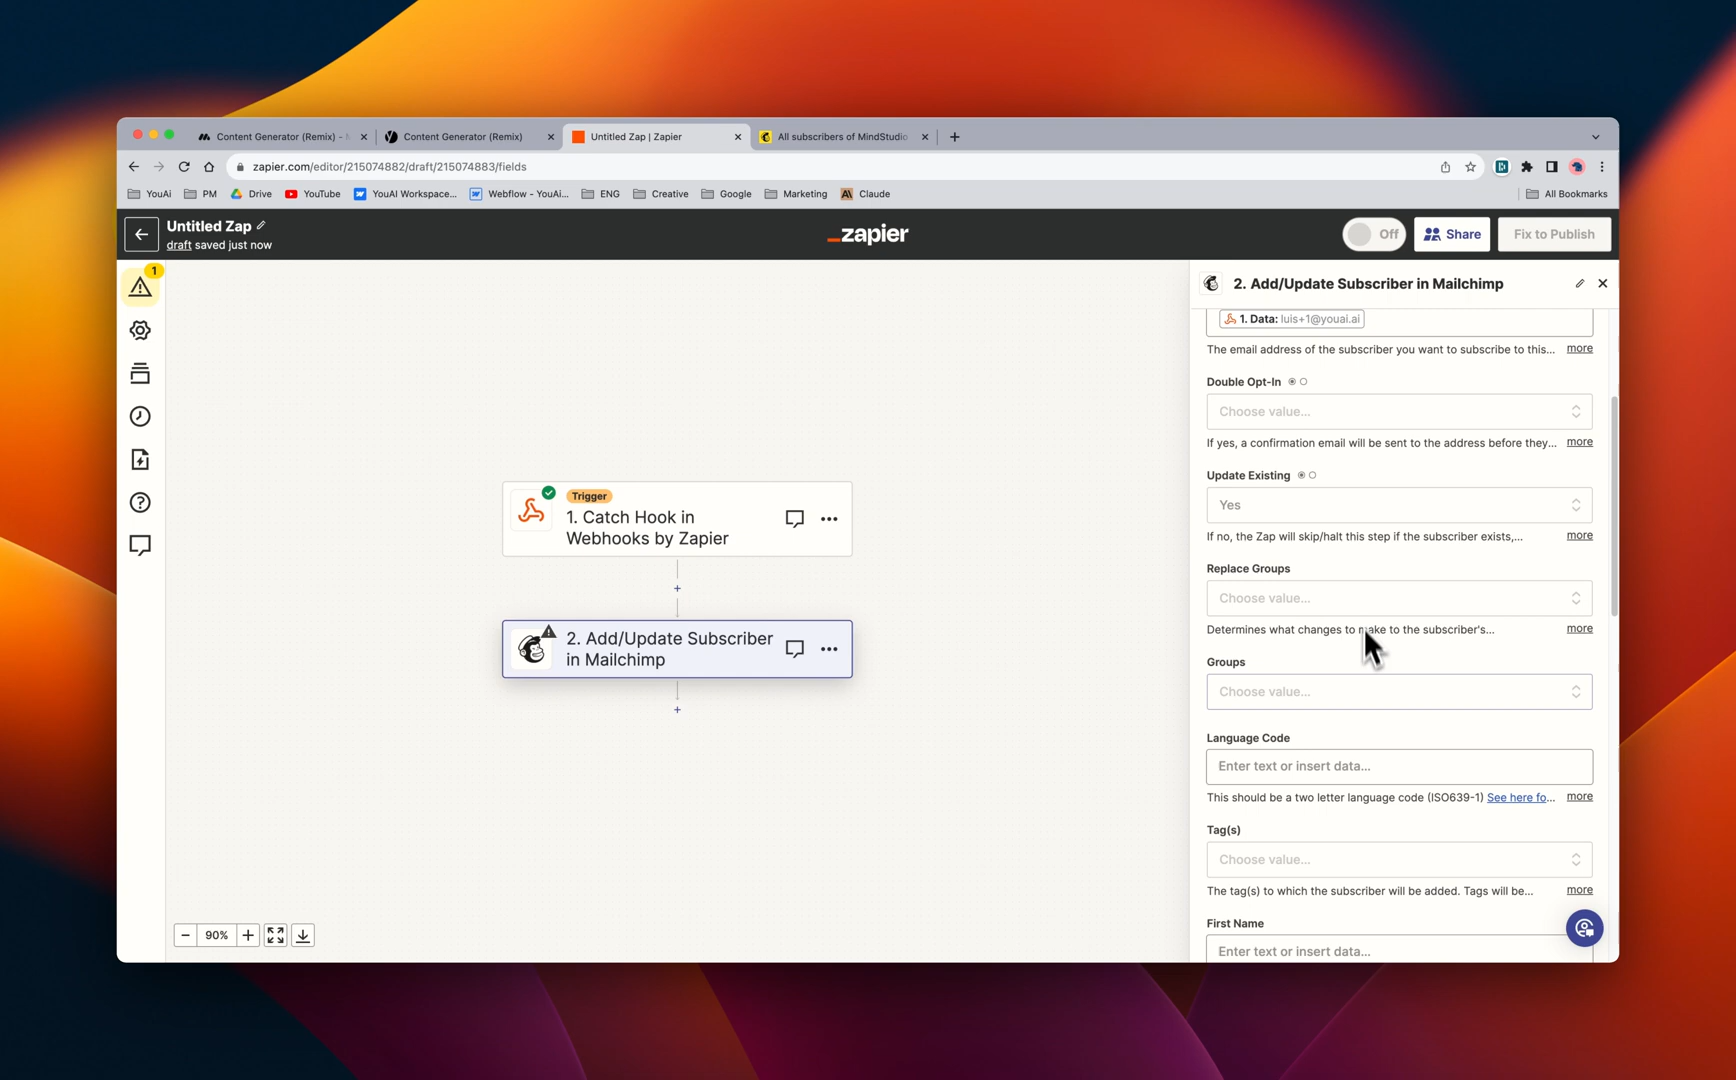 Content Generator (Remix) -
Content Generator (Remix)
Untitled Zap | Zapier
All subscribers of MindStudio
zapier.com/editor/215074882/draft/215074883/fields
YouAi
PM
Drive
YouTube
YouAI Workspace...
Webflow - YouAi...
ENG
Creative
Google
Marketing
Claude
All Bookmarks
Untitled Zap
draft saved just now
_zapier
Off
Share
Fix to Publish
1
2. Add/Update Subscriber in Mailchimp
1. Data: luis+1@youai.ai
The email address of the subscriber you want to subscribe to this... more
Double Opt-In
Choose value...
If yes, a confirmation email will be sent to the address before they... more
Update Existing
Yes
If no, the Zap will skip/halt this step if the subscriber exists,... more
Replace Groups
Choose value...
Determines what changes to make to the subscriber's... more
Groups
Choose value...
Language Code
Enter text or insert data...
This should be a two letter language code (ISO639-1) See here fo... more
Tag(s)
Choose value...
The tag(s) to which the subscriber will be added. Tags will be... more
First Name
Enter text or insert data...
Trigger
1. Catch Hook in
Webhooks by Zapier
2. Add/Update Subscriber
in Mailchimp
90%